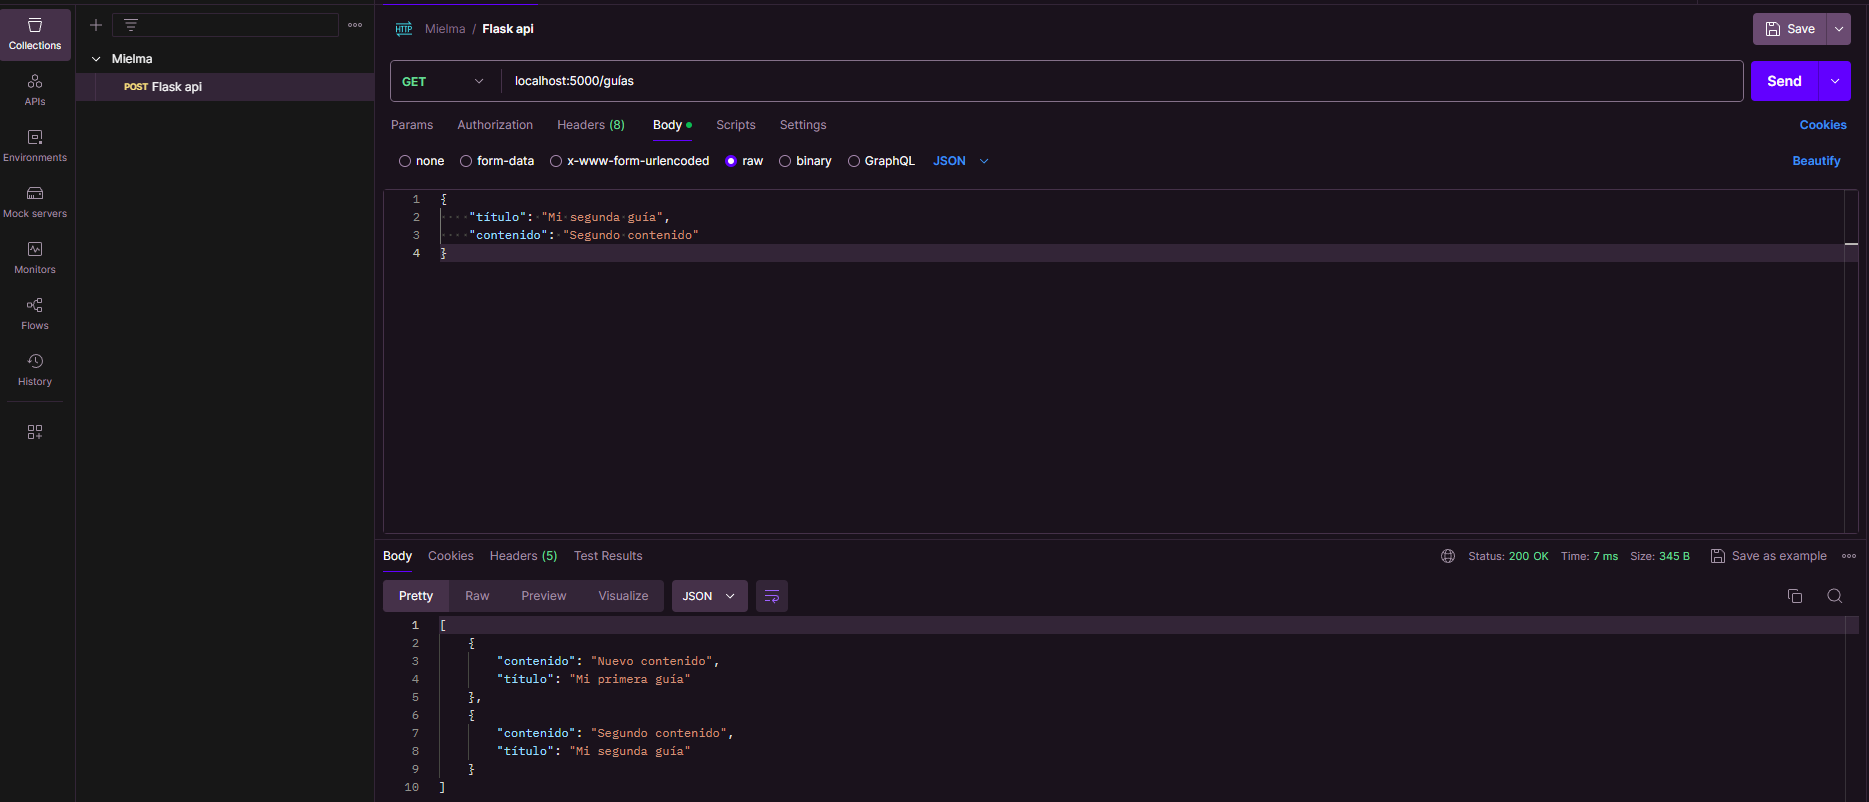 Collections
APIs
Environments
Mock servers
Monitors
Flows
History
Mielma
POST Flask api
HTTP Mielma / Flask api
Save
GET localhost:5000/guías
Send
Params Authorization Headers (8) Body Scripts Settings Cookies
none form-data x-www-form-urlencoded raw binary GraphQL JSON Beautify
1 {
2 "título": "Mi segunda guía",
3 "contenido": "Segundo contenido"
4 }
Body Cookies Headers (5) Test Results Status: 200 OK Time: 7 ms Size: 345 B Save as example
Pretty Raw Preview Visualize JSON
1 [
2 {
3 "contenido": "Nuevo contenido",
4 "título": "Mi primera guía"
5 },
6 {
7 "contenido": "Segundo contenido",
8 "título": "Mi segunda guía"
9 }
10 ]